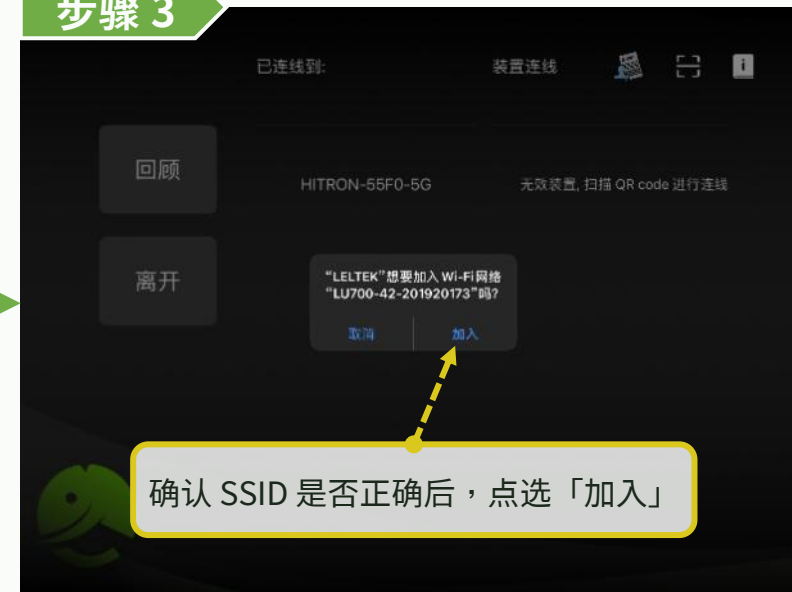 步骤 3
已连线到:
装置连线
回顾
HITRON-55F0-5G
无效装置, 扫描 QR code 进行连线
离开
“LELTEK”想要加入 Wi-Fi 网络
“LU700-42-201920173”吗?
取消
加入
确认 SSID 是否正确后，点选「加入」